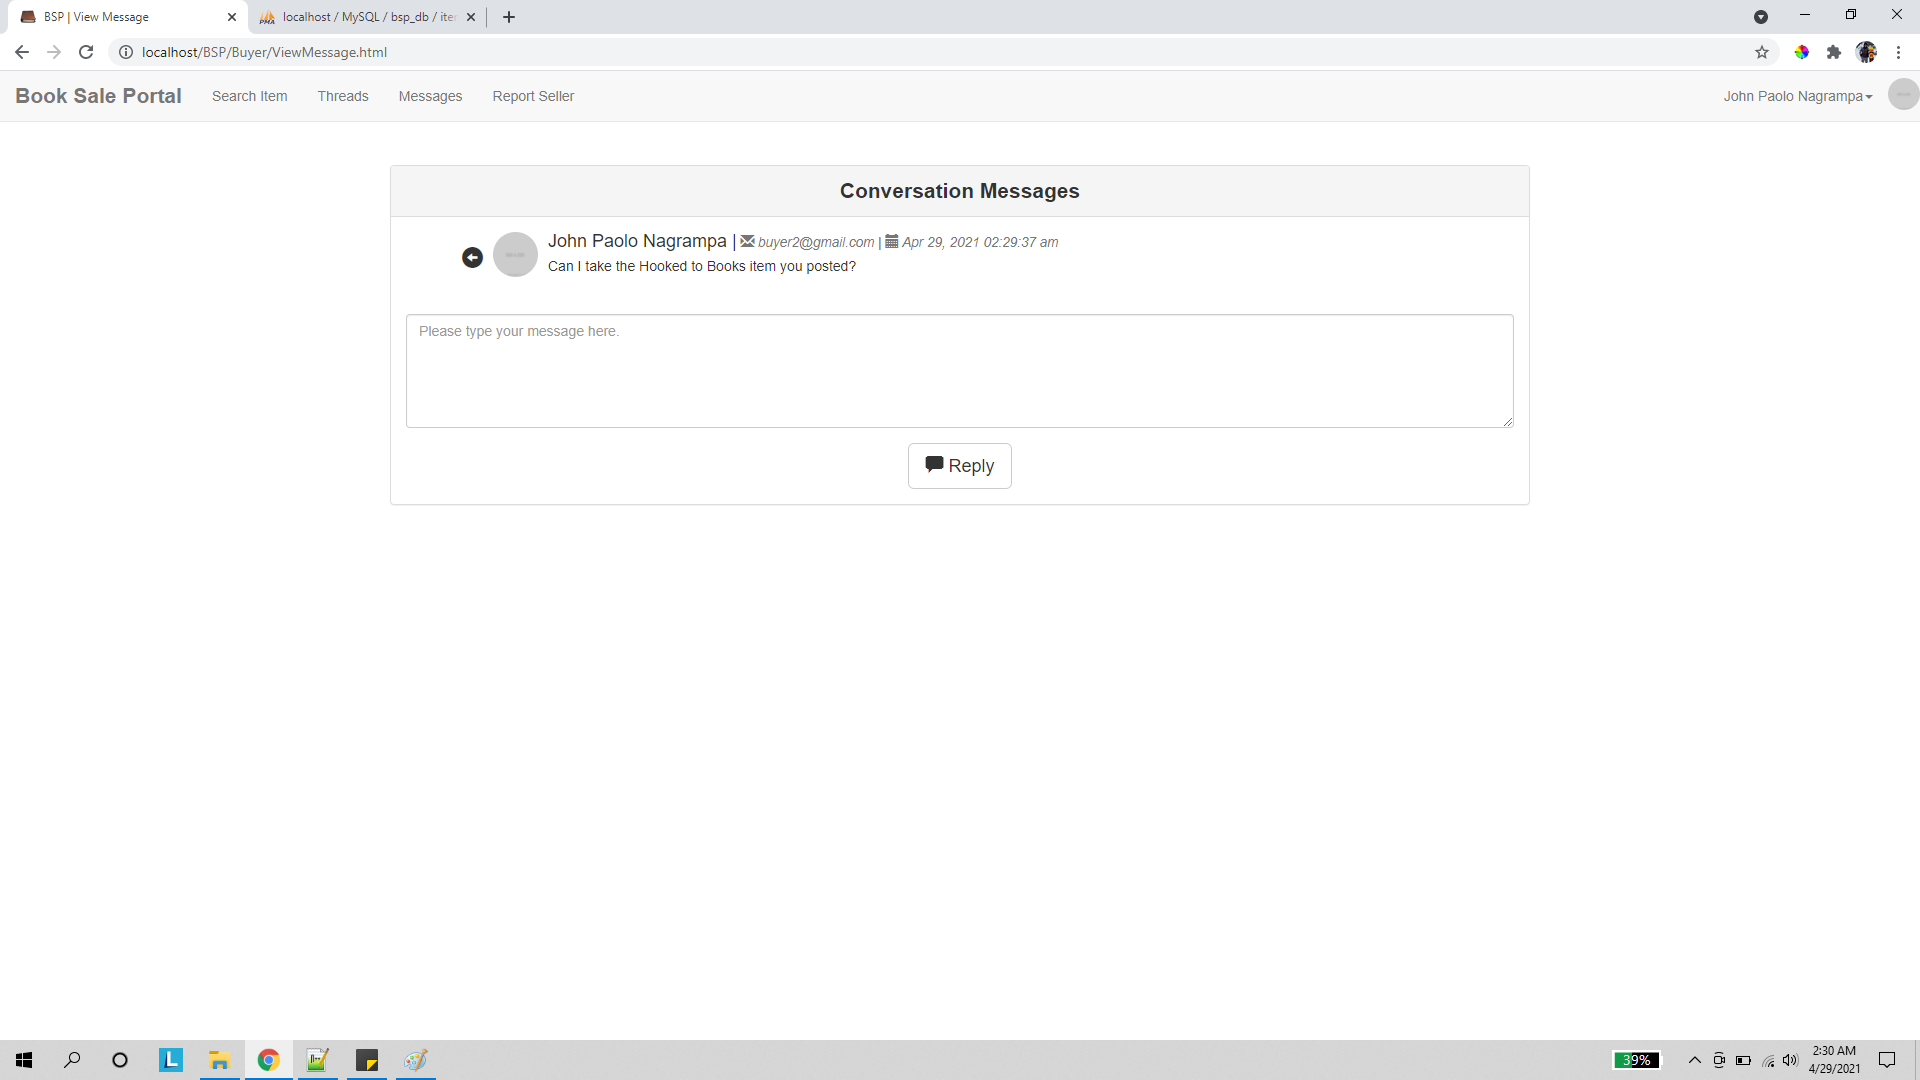 BSP | View Message
localhost / MySQL / bsp_db / iter
localhost/BSP/Buyer/ViewMessage.html
Book Sale Portal Search Item Threads Messages Report Seller John Paolo Nagrampa
Conversation Messages
John Paolo Nagrampa | buyer2@gmail.com | Apr 29, 2021 02:29:37 am
Can I take the Hooked to Books item you posted?
Please type your message here.
Reply
L
39%
2:30 AM
4/29/2021